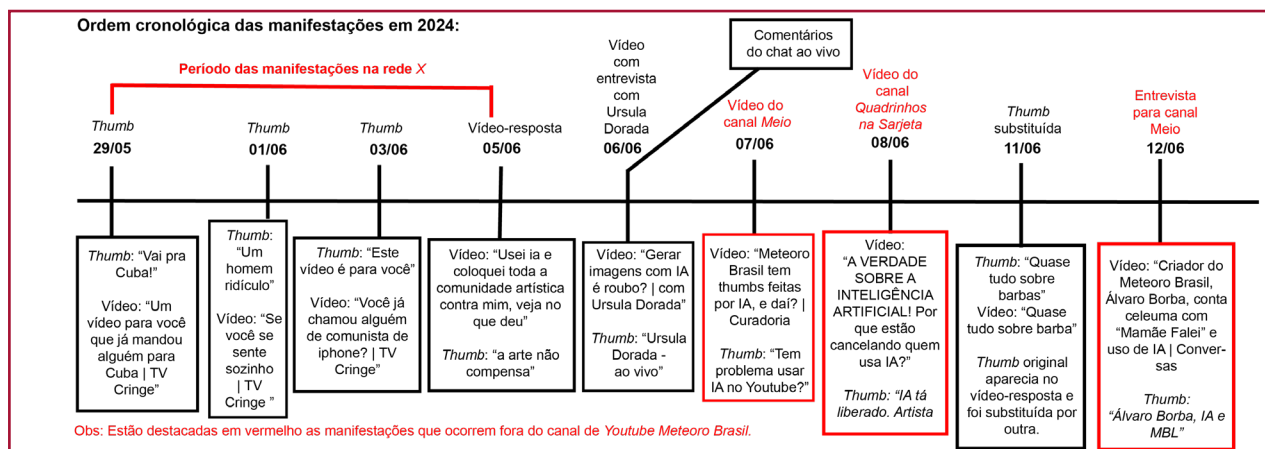 Ordem cronológica das manifestações em 2024:
Comentários
do chat ao vivo
Período das manifestações na rede X
Thumb
29/05
Thumb
01/06
Thumb
03/06
Vídeo-resposta
05/06
Vídeo
com
entrevista
com
Ursula
Dorada
06/06
Vídeo do
canal Meio
07/06
Vídeo do
canal
Quadrinhos
na Sarjeta
08/06
Thumb
substituída
11/06
Entrevista
para canal
Meio
12/06
Thumb: “Vai pra
Cuba!”
Vídeo: “Um
vídeo para você
que já mandou
alguém para
Cuba | TV
Cringe”
Thumb:
“Um
homem
ridículo”
Vídeo: “Se
você se
sente
sozinho
| TV
Cringe ”
Thumb: “Este
vídeo é para você”
Vídeo: “Você já
chamou alguém
de comunista de
iphone? | TV
Cringe”
Vídeo: “Usei ia e
coloquei toda a
comunidade artística
contra mim, veja no
que deu”
Thumb: “a arte não
compensa”
Vídeo: “Gerar
imagens com IA
é roubo? | com
Ursula Dorada”
Thumb: “Ursula
Dorada -
ao vivo”
Vídeo: “Meteoro
Brasil tem
thumbs feitas
por IA, e daí? |
Curadoria
Thumb: “Tem
problema usar
IA no Youtube?”
Vídeo:
“A VERDADE
SOBRE A
INTELIGÊNCIA
ARTIFICIAL! Por
que estão
cancelando quem
usa IA?”
Thumb: “IA tá
liberado. Artista
Thumb: “Quase
tudo sobre
barbas”
Vídeo: “Quase
tudo sobre barba”
Thumb original
aparecia no
vídeo-resposta e
foi substituída por
outra.
Vídeo: “Criador do
Meteoro Brasil,
Álvaro Borba, conta
celeuma com
“Mamãe Falei” e
uso de IA | Conver-
sas
Thumb:
“Álvaro Borba, IA e
MBL”
Obs: Estão destacadas em vermelho as manifestações que ocorrem fora do canal de Youtube Meteoro Brasil.